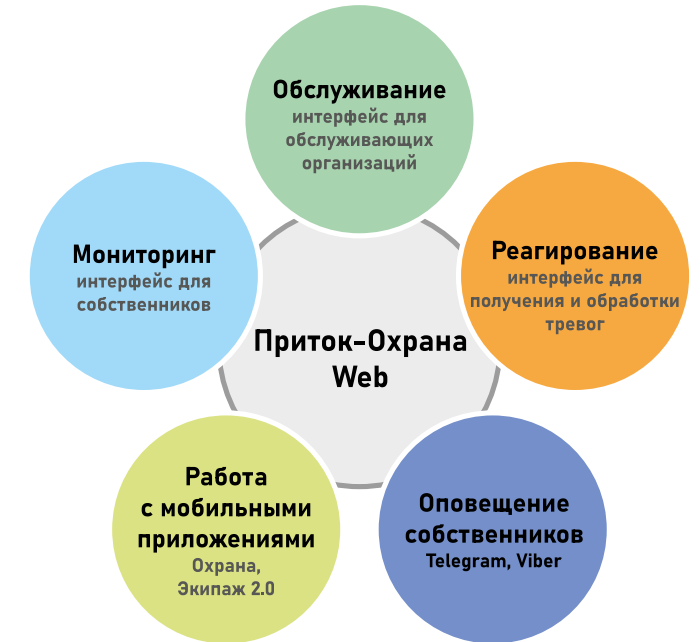 Обслуживание
интерфейс для
обслуживающих
организаций
Мониторинг
интерфейс для
собственников
Реагирование
интерфейс для
получения и обработки
тревог
Приток-Охрана
Web
Работа
с мобильными
приложениями
Охрана,
Экипаж 2.0
Оповещение
собственников
Telegram, Viber